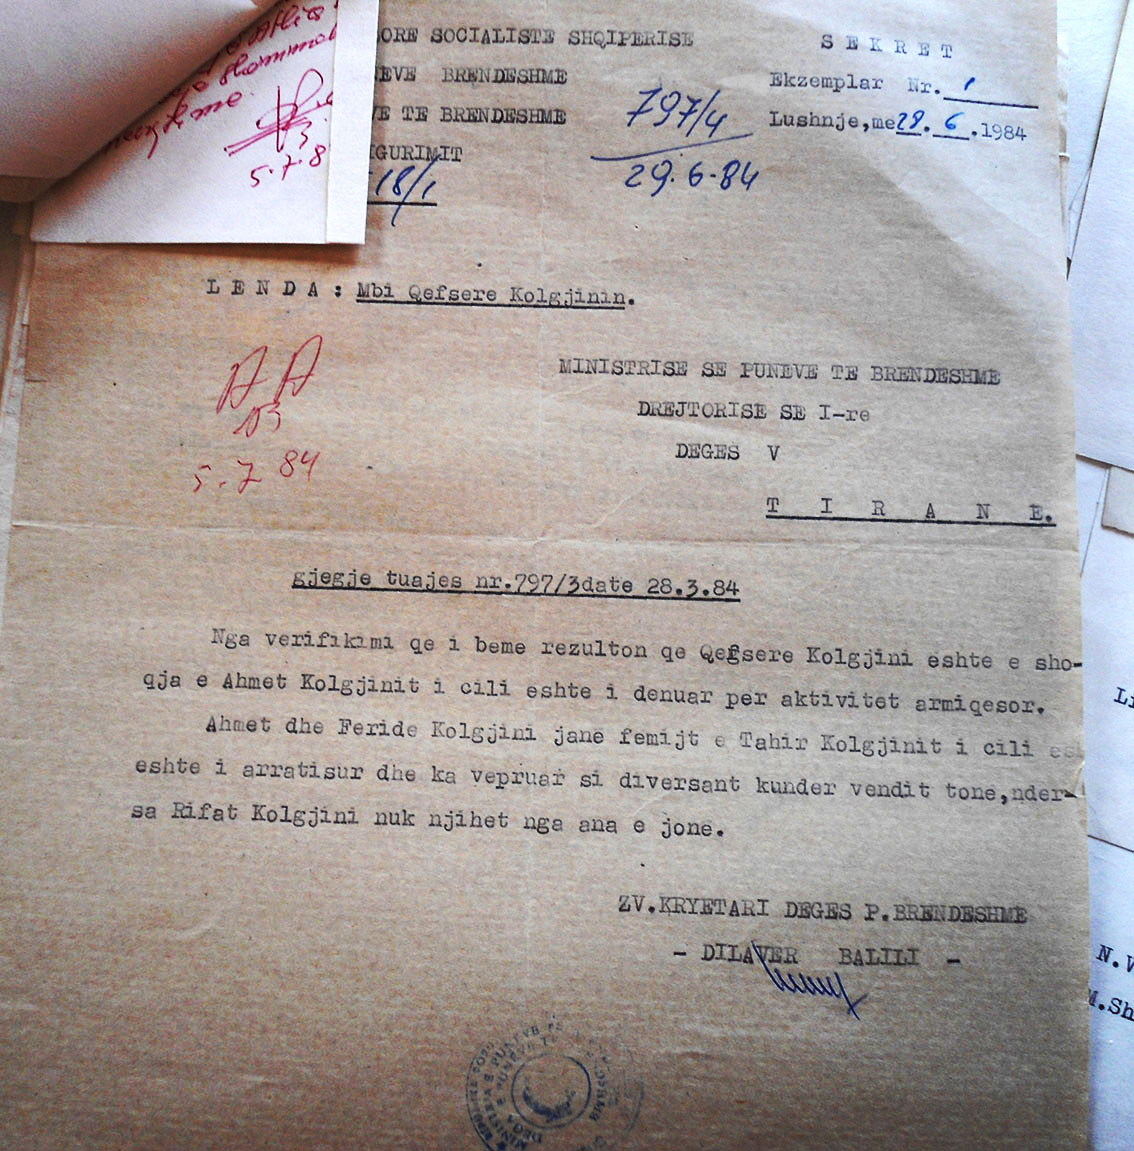 ORE SOCIALISTE SHQIPERISE
EVE BRENDESHME
VE TE BRENDESHME
IGURIMIT
18/1
S E K R E T
Ekzemplar Nr. 1
Lushnje,me 28. 6 .1984
797/4
29.6-84
5.7.8
L E N D A : Mbi Qefsere Kolgjinin.
5.7 84
MINISTRISE SE PUNEVE TE BRENDESHME
DREJTORISE SE I-re
DEGES V
T I R A N E.
gjegje tuajes nr.797/3date 28.3.84
Nga verifikimi qe i beme rezulton qe Qefsere Kolgjini eshte e sho-
qja e Ahmet Kolgjinit i cili eshte i denuar per aktivitet armiqesor.
Ahmet dhe Feride Kolgjini jane femijt e Tahir Kolgjinit i cili es
eshte i arratisur dhe ka vepruar si diversant kunder vendit tone,nder-
sa Rifat Kolgjini nuk njihet nga ana e jone.
ZV.KRYETARI DEGES P.BRENDESHME
- DILAVER BALILI -
N.V
M.Sh